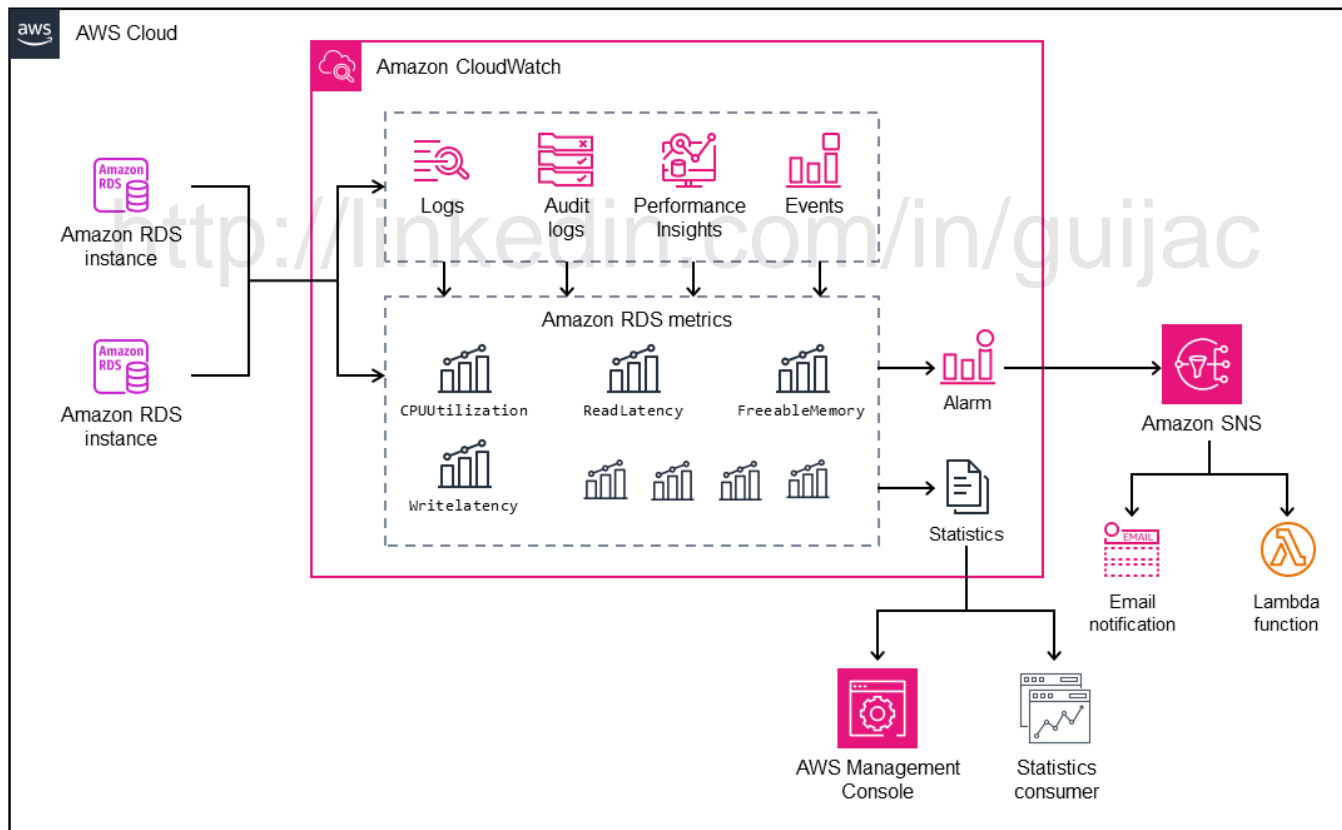 aws
AWS Cloud
Amazon CloudWatch
Amazon RDS
Amazon RDS
instance
Amazon RDS
Amazon RDS
instance
Logs
Audit
logs
Performance
Insights
Events
http://linkedin.com/in/guijac
Amazon RDS metrics
CPUUtilization
ReadLatency
FreeableMemory
Writelatency
Alarm
Statistics
Amazon SNS
EMAIL
Email
notification
Lambda
function
AWS Management
Console
Statistics
consumer